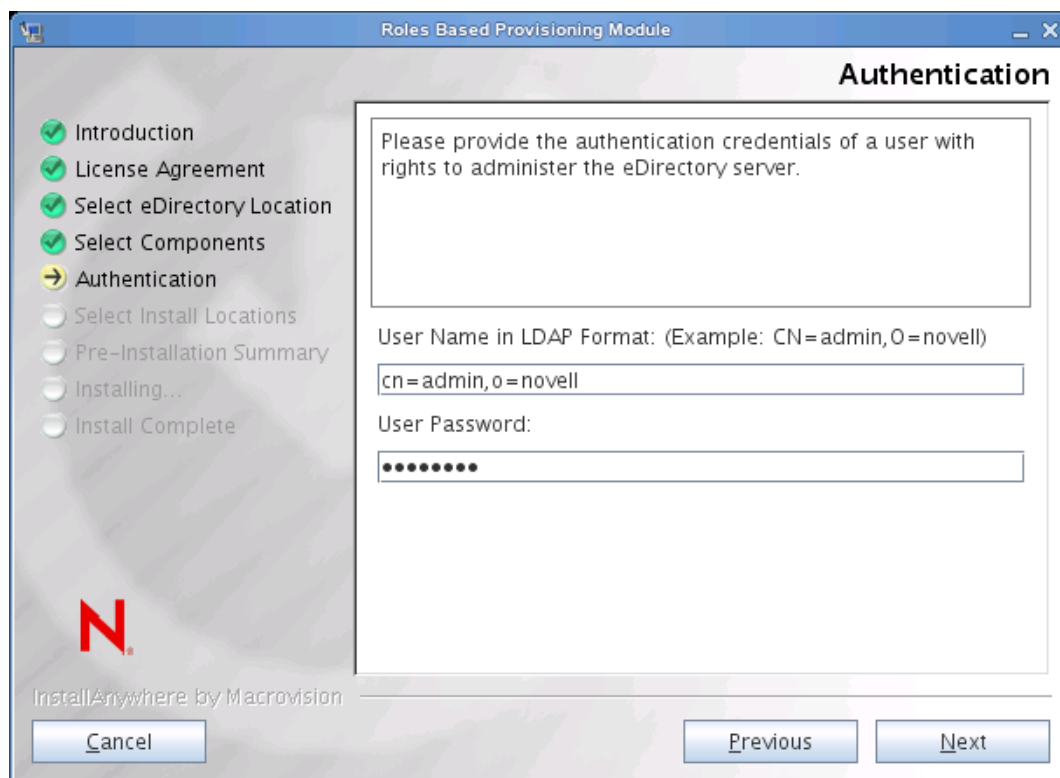 Roles Based Provisioning Module
Authentication
Introduction
License Agreement
Select eDirectory Location
Select Components
Authentication
Select Install Locations
Pre-Installation Summary
Installing...
Install Complete
Please provide the authentication credentials of a user with
rights to administer the eDirectory server.
User Name in LDAP Format: (Example: CN=admin,O=novell)
cn=admin,o=novell
User Password:
••••••••
N
InstallAnywhere by Macrovision
Cancel
Previous
Next